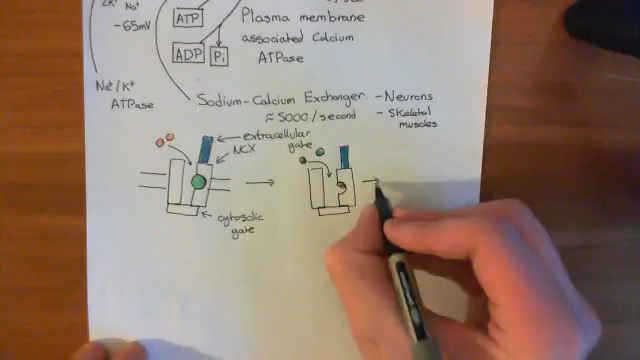 2K⁺ Na⁺
-65mV
Na⁺/K⁺
ATPase
ATP
ADP
Pi
Plasma membrane
associated Calcium
ATPase
Sodium-Calcium Exchanger
≈ 5000/second
- Neurons
- Skeletal
muscles
extracellular
gate
NCX
cytosolic
gate